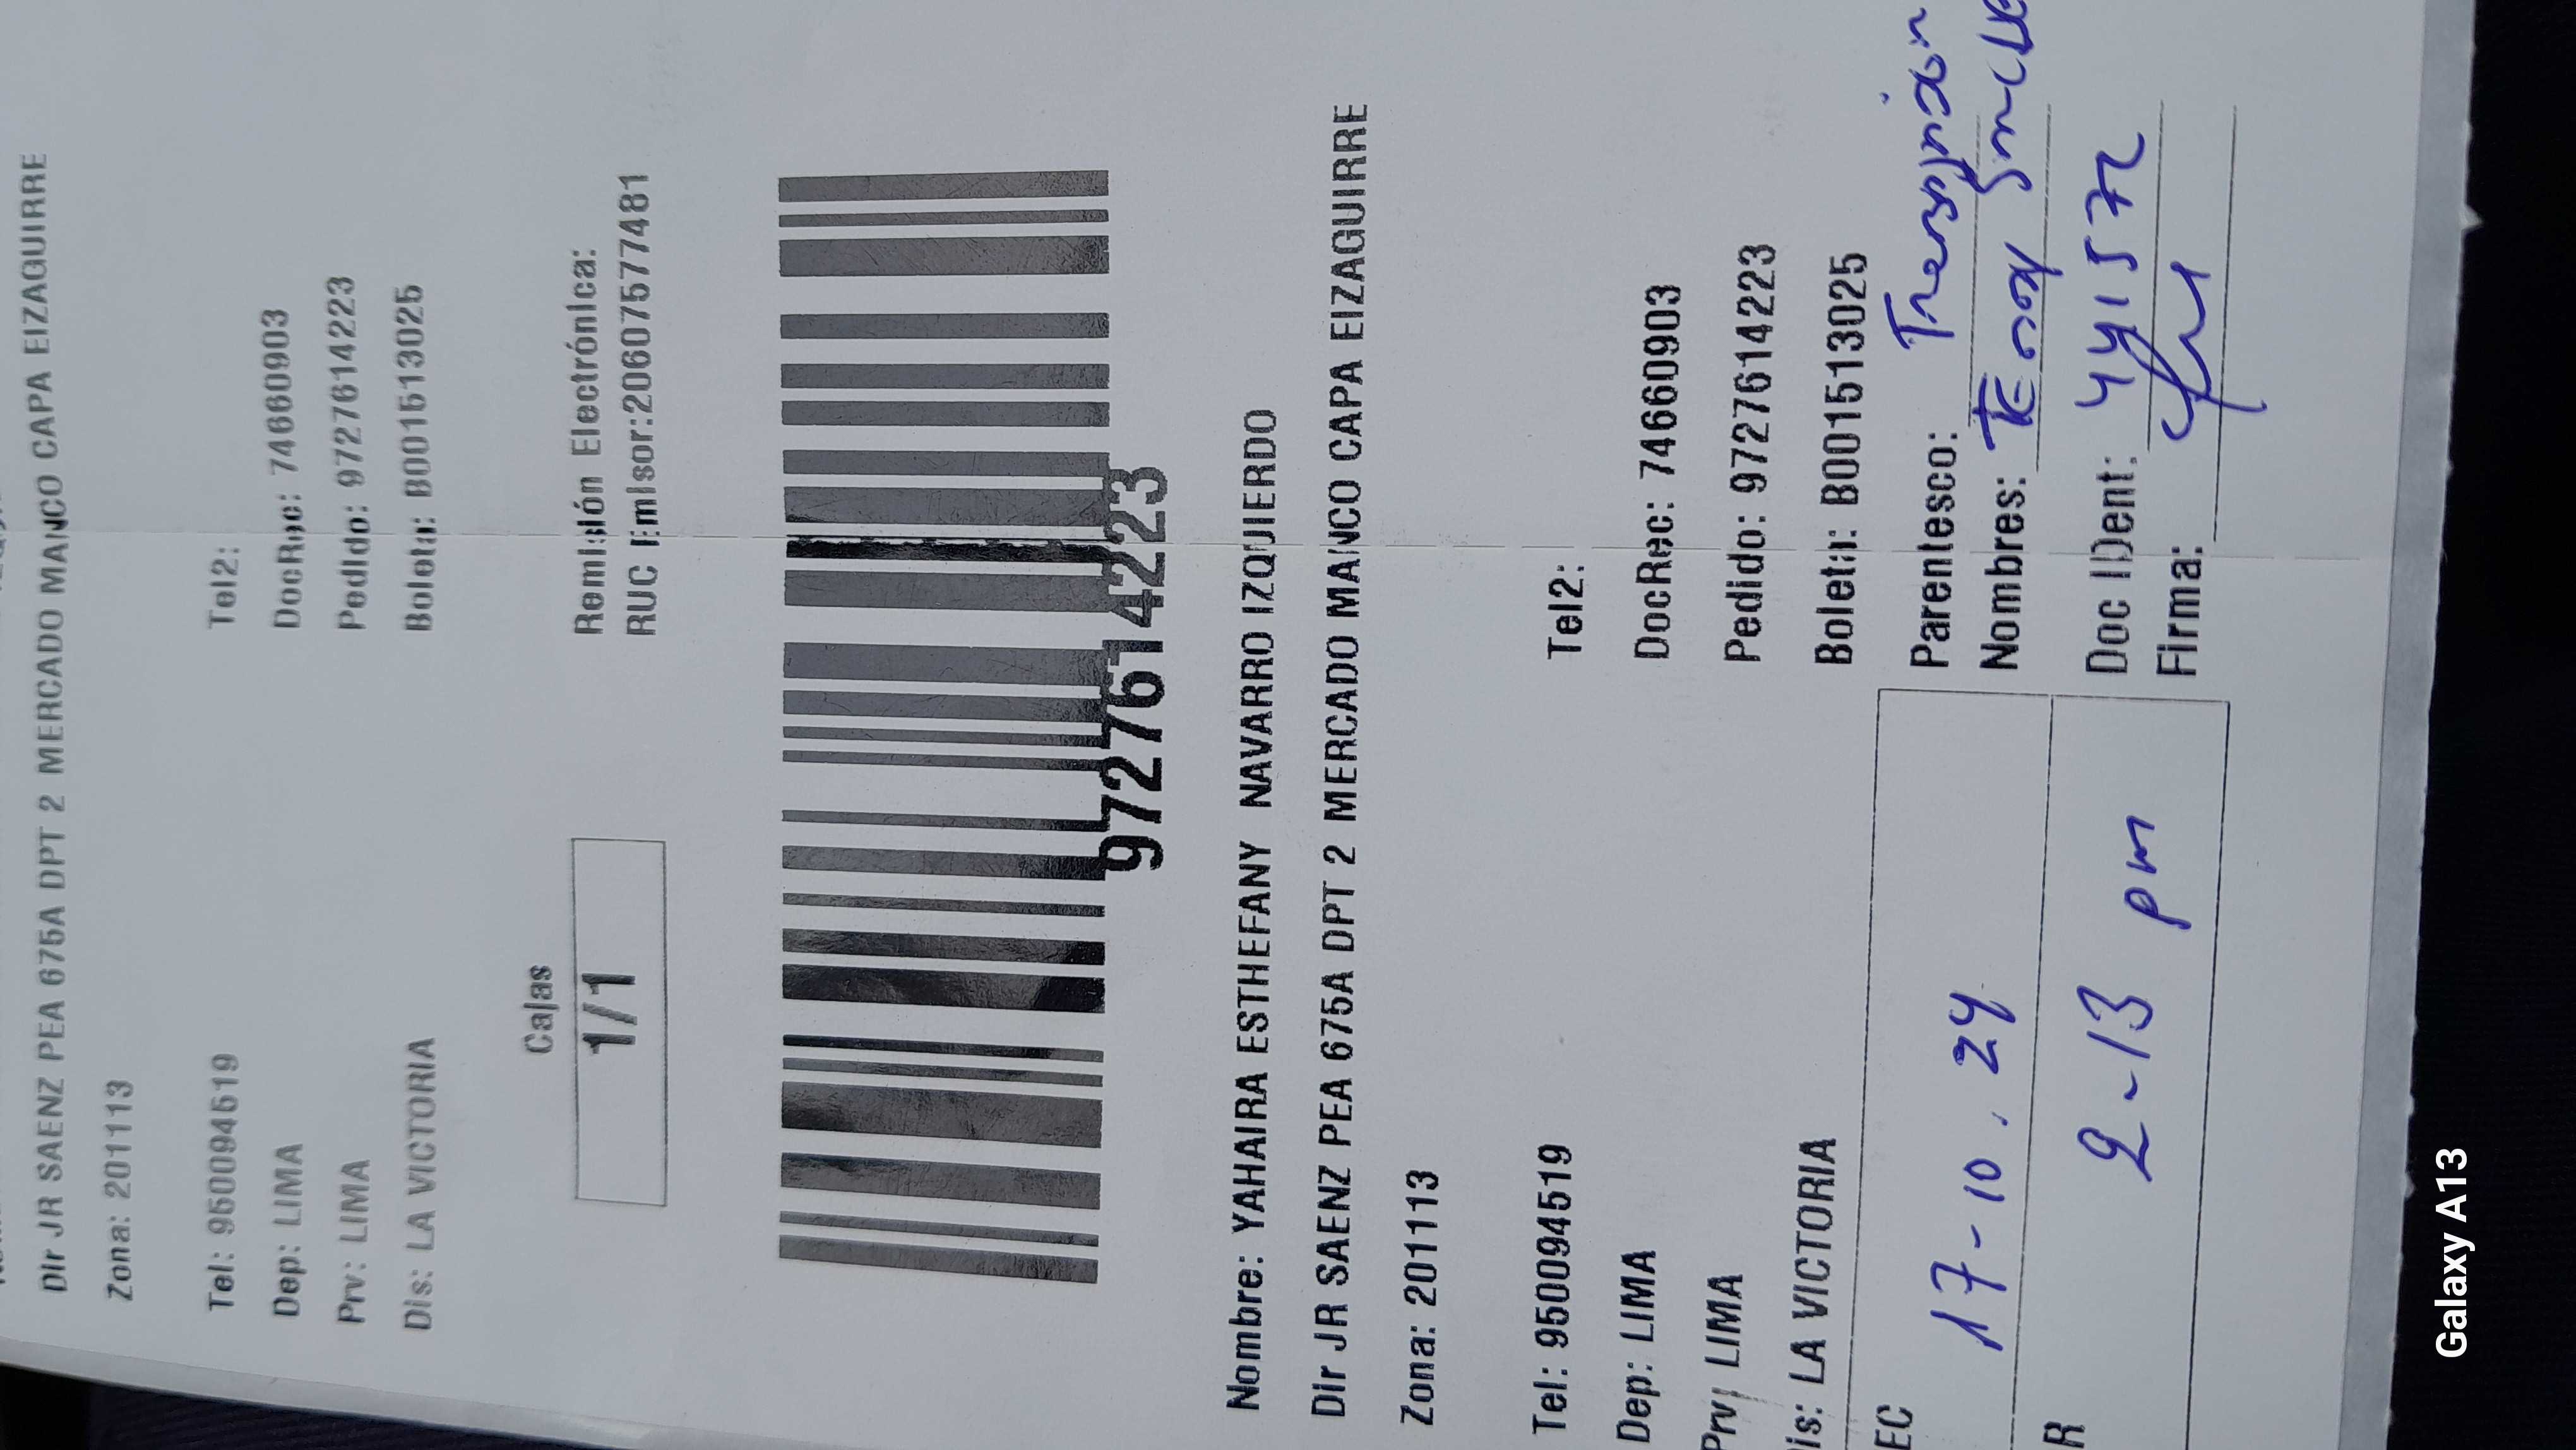 Dir JR SAENZ PEA 675A DPT 2 MERCADO MANCO CAPA EIZAGUIRRE
Zona: 201113
Tel: 950094519 Tel2:
Dep: LIMA DocRec: 74660903
Prv: LIMA Pedido: 9727614223
Dis: LA VICTORIA Boleta: B001513025
Cajas
1/1
Remisión Electrónica:
RUC Emisor:20607577481
9727614223
Nombre: YAHAIRA ESTHEFANY NAVARRO IZQUIERDO
Dir JR SAENZ PEA 675A DPT 2 MERCADO MANCO CAPA EIZAGUIRRE
Zona: 201113
Tel: 950094519 Tel2:
Dep: LIMA DocRec: 74660903
Prv LIMA Pedido: 9727614223
is: LA VICTORIA Boleta: B001513025
EC 17-10.24
Parentesco:
Nombres:
R 2-13 pm
Doc IDent:
Firma:
Galaxy A13